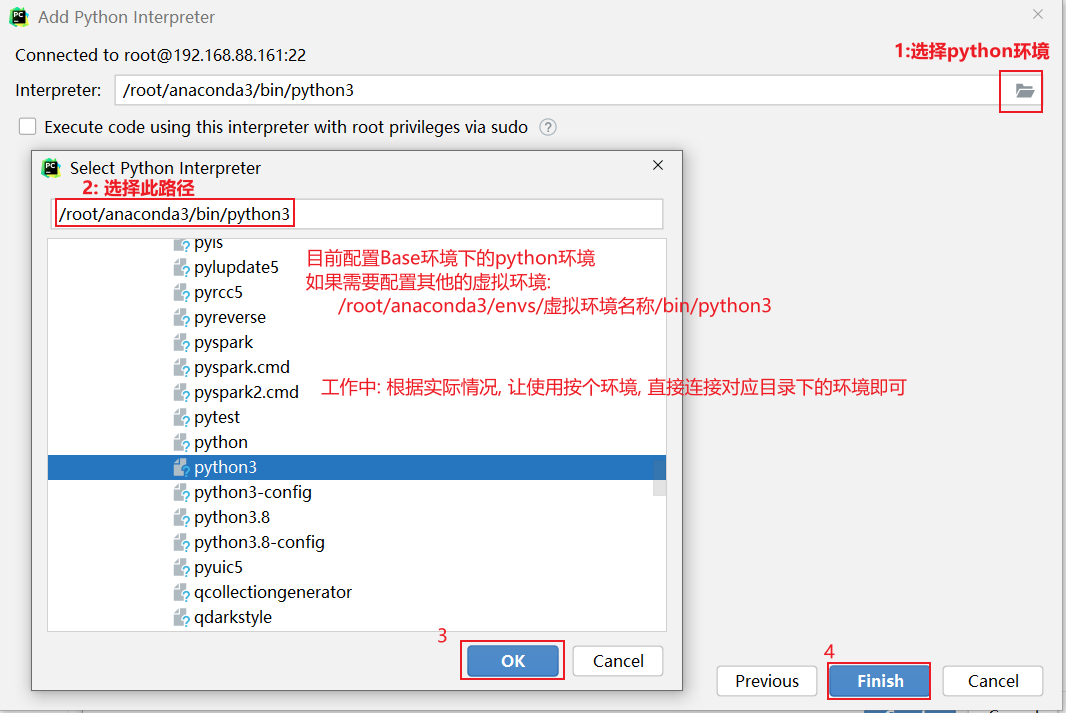 Add Python Interpreter
Connected to root@192.168.88.161:22
1:选择python环境
Interpreter:
/root/anaconda3/bin/python3
Execute code using this interpreter with root privileges via sudo
Select Python Interpreter
2: 选择此路径
/root/anaconda3/bin/python3
pyls
目前配置Base环境下的python环境
pylupdate5
如果需要配置其他的虚拟环境:
pyrcc5
/root/anaconda3/envs/虚拟环境名称/bin/python3
pyreverse
pyspark
pyspark.cmd
pyspark2.cmd
工作中: 根据实际情况, 让使用按个环境, 直接连接对应目录下的环境即可
pytest
python
python3
python3-config
python3.8
python3.8-config
pyuic5
qcollectiongenerator
qdarkstyle
3
OK
Cancel
4
Previous
Finish
Cancel